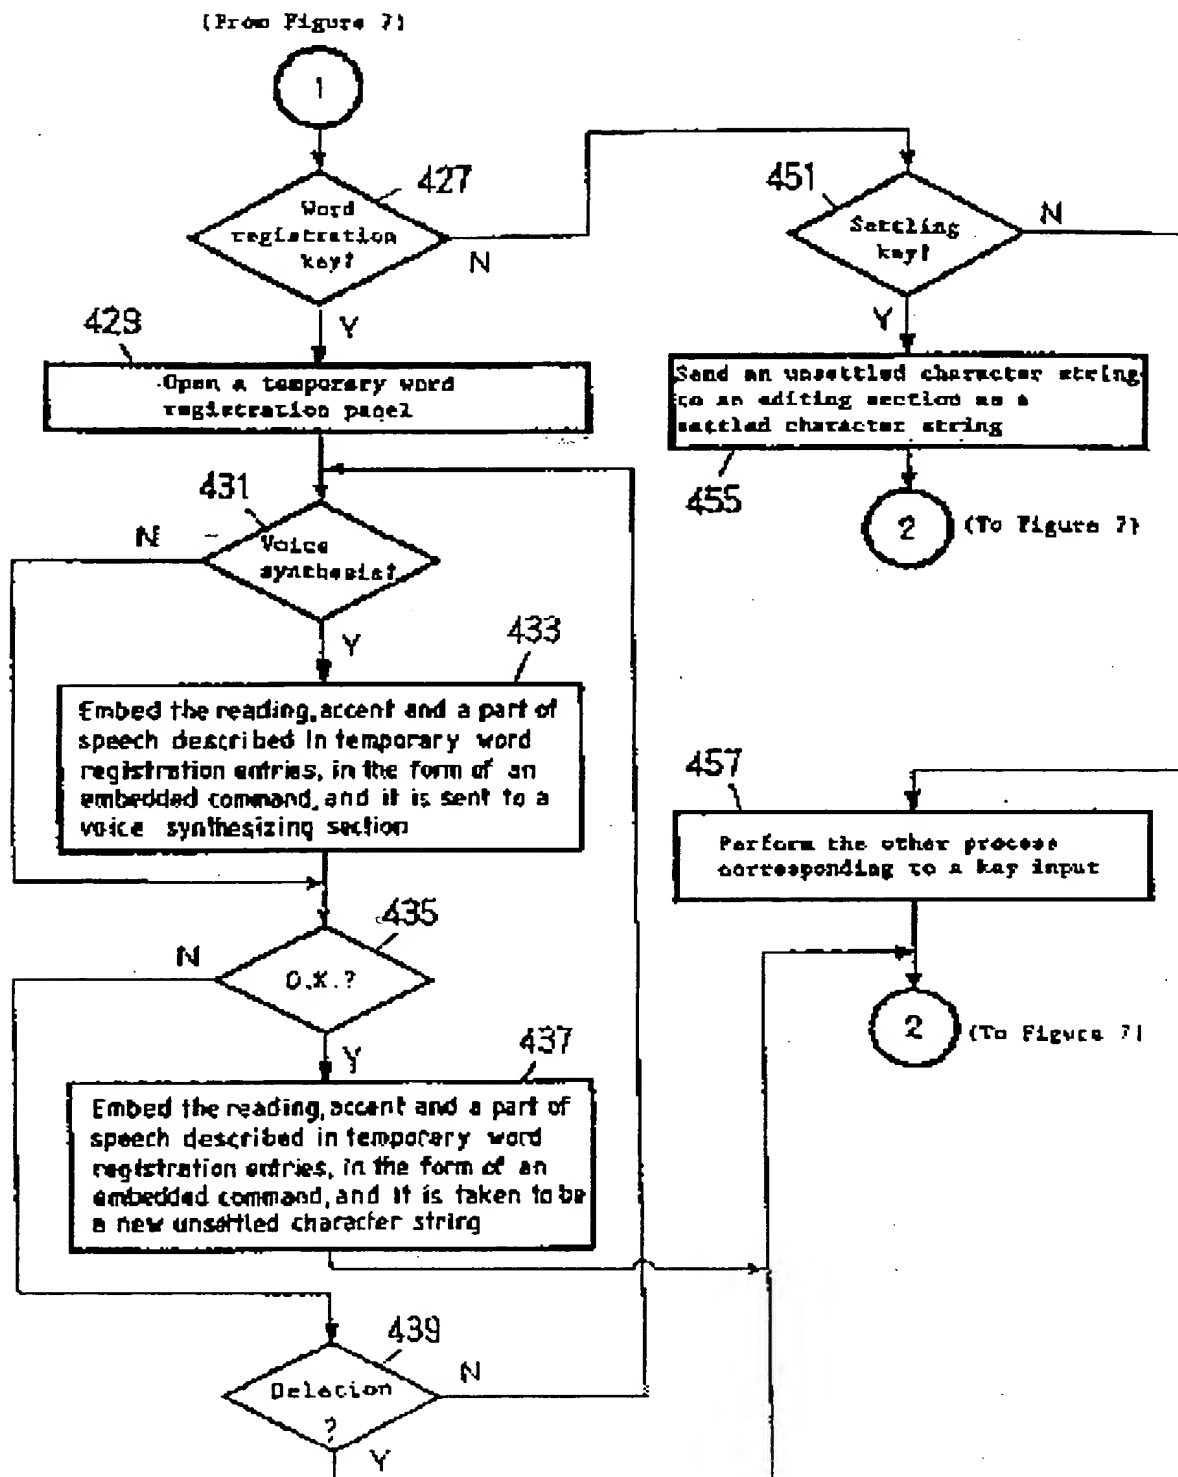 (From Figure 7)
1
427
Word
registration
key?
N
Y
451
Settling
key?
N
Y
429
Open a temporary word
registration panel
Send an unsettled character string
to an editing section as a
settled character string
455
2
(To Figure 7)
431
N
Voice
synthesis?
Y
433
Embed the reading, accent and a part of
speech described in temporary word
registration entries, in the form of an
embedded command, and it is sent to a
voice synthesizing section
457
Perform the other process
corresponding to a key input
435
N
O.K.?
Y
2
(To Figure 7)
437
Embed the reading, accent and a part of
speech described in temporary word
registration entries, in the form of an
embedded command, and it is taken to be
a new unsettled character string
439
Deletion
?
N
Y